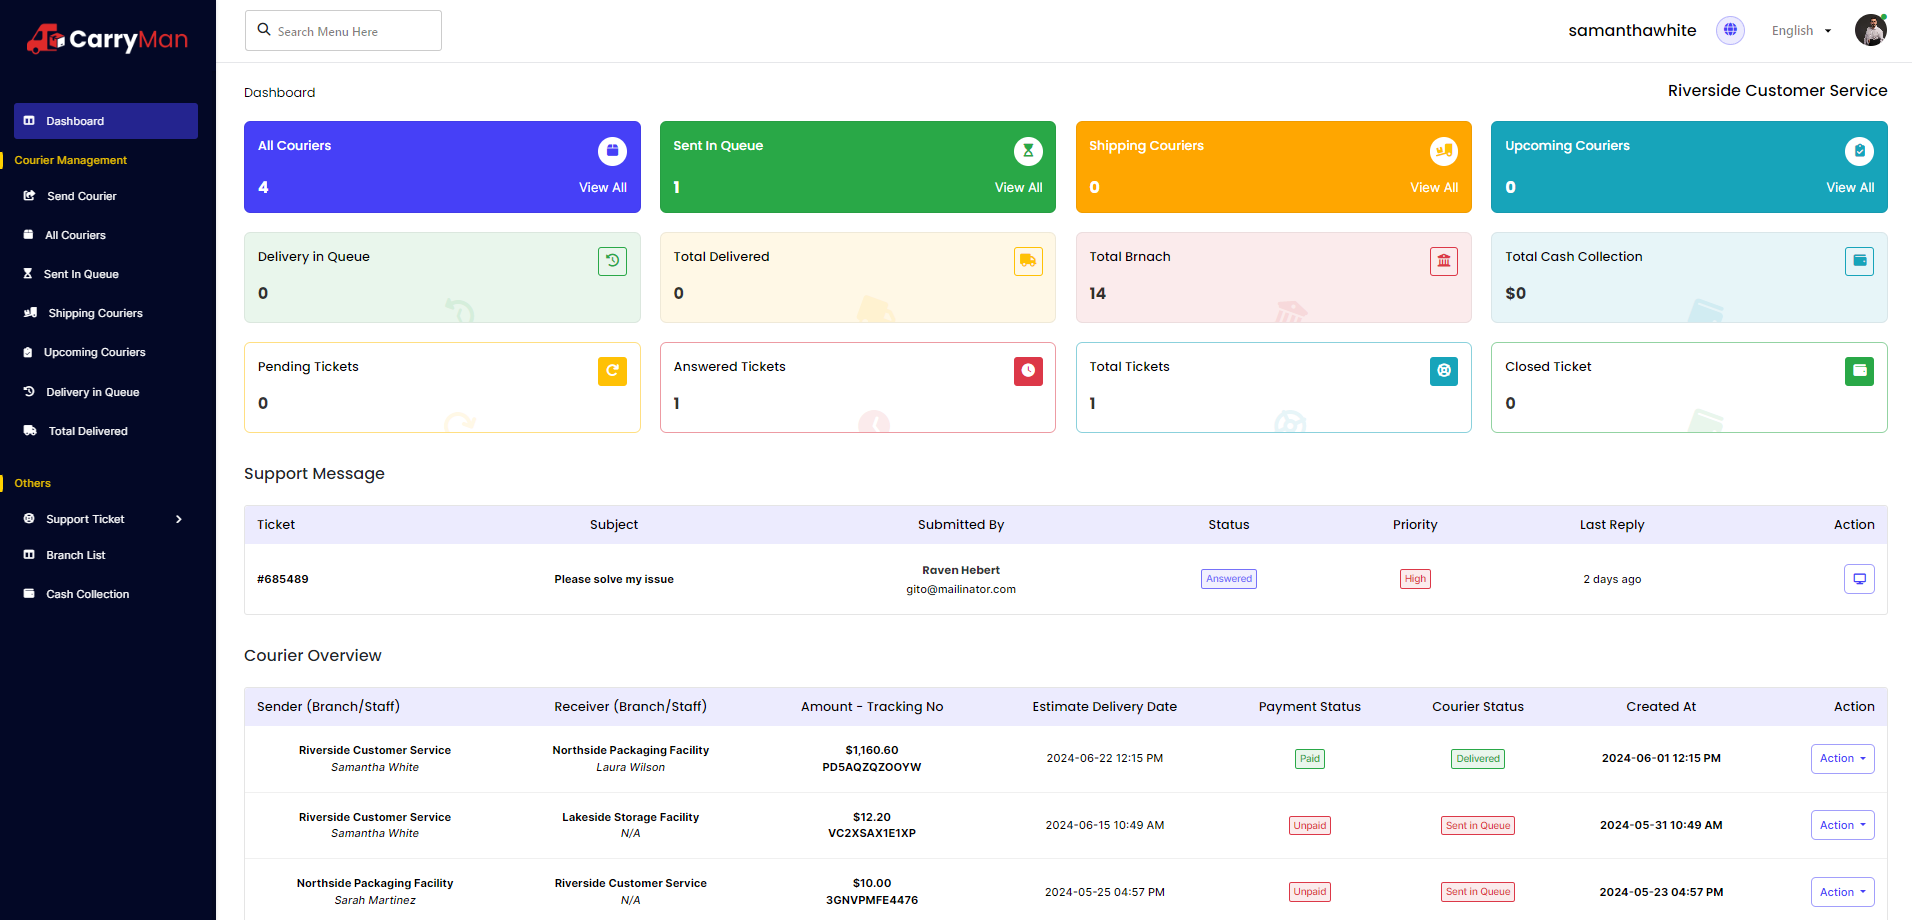 CarryMan
Search Menu Here
samanthawhite
English
Dashboard
Courier Management
Send Courier
All Couriers
Sent In Queue
Shipping Couriers
Upcoming Couriers
Delivery in Queue
Total Delivered
Others
Support Ticket
Branch List
Cash Collection
Dashboard
Riverside Customer Service
All Couriers
4 View All
Sent In Queue
1 View All
Shipping Couriers
0 View All
Upcoming Couriers
0 View All
Delivery in Queue
0
Total Delivered
0
Total Brnach
14
Total Cash Collection
$0
Pending Tickets
0
Answered Tickets
1
Total Tickets
1
Closed Ticket
0
Support Message
Ticket Subject Submitted By Status Priority Last Reply Action
#685489 Please solve my issue Raven Hebert Answered High 2 days ago
gito@mailinator.com
Courier Overview
Sender (Branch/Staff) Receiver (Branch/Staff) Amount - Tracking No Estimate Delivery Date Payment Status Courier Status Created At Action
Riverside Customer Service Northside Packaging Facility $1,160.60 2024-06-22 12:15 PM Paid Delivered 2024-06-01 12:15 PM Action
Samantha White Laura Wilson PD5AQZQZOOYW
Riverside Customer Service Lakeside Storage Facility $12.20 2024-06-15 10:49 AM Unpaid Sent in Queue 2024-05-31 10:49 AM Action
Samantha White N/A VC2XSAX1E1XP
Northside Packaging Facility Riverside Customer Service $10.00 2024-05-25 04:57 PM Unpaid Sent in Queue 2024-05-23 04:57 PM Action
Sarah Martinez N/A 3GNVPMFE4476